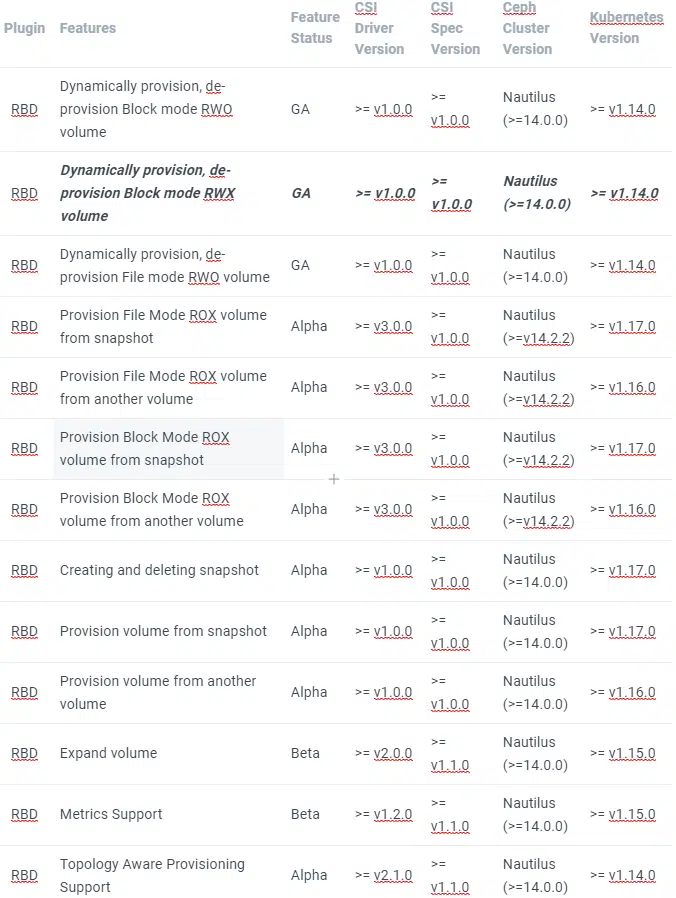 Plugin Features Feature Status CSI Driver Version CSI Spec Version Ceph Cluster Version Kubernetes Version
RBD Dynamically provision, de-provision Block mode RWO volume GA >= v1.0.0 >= v1.0.0 Nautilus (>=14.0.0) >= v1.14.0
RBD Dynamically provision, de-provision Block mode RWX volume GA >= v1.0.0 >= v1.0.0 Nautilus (>=14.0.0) >= v1.14.0
RBD Dynamically provision, de-provision File mode RWO volume GA >= v1.0.0 >= v1.0.0 Nautilus (>=14.0.0) >= v1.14.0
RBD Provision File Mode ROX volume from snapshot Alpha >= v3.0.0 >= v1.0.0 Nautilus (>=v14.2.2) >= v1.17.0
RBD Provision File Mode ROX volume from another volume Alpha >= v3.0.0 >= v1.0.0 Nautilus (>=v14.2.2) >= v1.16.0
RBD Provision Block Mode ROX volume from snapshot Alpha >= v3.0.0 >= v1.0.0 Nautilus (>=v14.2.2) >= v1.17.0
RBD Provision Block Mode ROX volume from another volume Alpha >= v3.0.0 >= v1.0.0 Nautilus (>=v14.2.2) >= v1.16.0
RBD Creating and deleting snapshot Alpha >= v1.0.0 >= v1.0.0 Nautilus (>=14.0.0) >= v1.17.0
RBD Provision volume from snapshot Alpha >= v1.0.0 >= v1.0.0 Nautilus (>=14.0.0) >= v1.17.0
RBD Provision volume from another volume Alpha >= v1.0.0 >= v1.0.0 Nautilus (>=14.0.0) >= v1.16.0
RBD Expand volume Beta >= v2.0.0 >= v1.1.0 Nautilus (>=14.0.0) >= v1.15.0
RBD Metrics Support Beta >= v1.2.0 >= v1.1.0 Nautilus (>=14.0.0) >= v1.15.0
RBD Topology Aware Provisioning Support Alpha >= v2.1.0 >= v1.1.0 Nautilus (>=14.0.0) >= v1.14.0